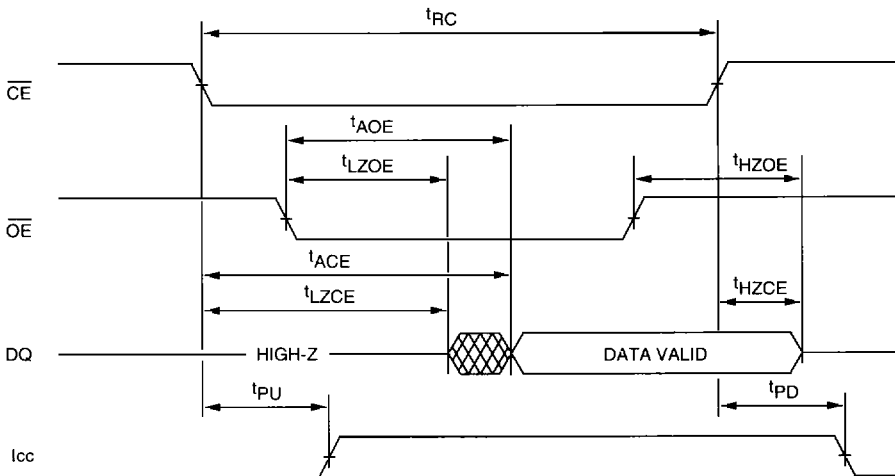 tRC
CE
tAOE
tLZOE
tHZOE
OE
tACE
tLZCE
tHZCE
DQ
HIGH-Z
DATA VALID
tPU
tPD
Icc